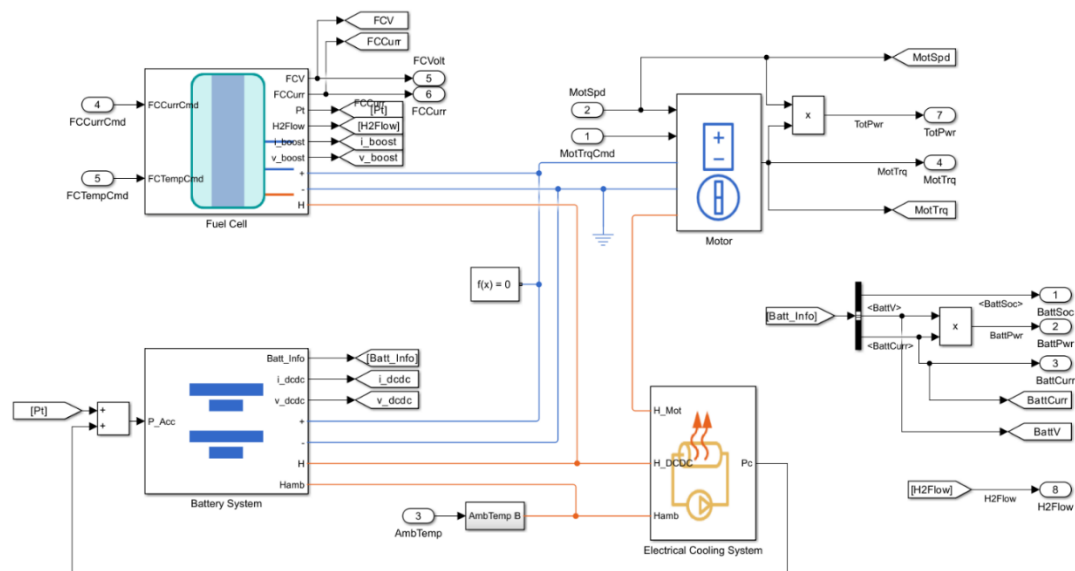 FCV
FCCurr
FCVolt
5
6
FCCurr
4
FCCurrCmd
5
FCTempCmd
FCCurrCmd
FCTempCmd
FCV
FCCurr
Pt
H2Flow
i_boost
v_boost
+
-
H
Fuel Cell
FCCurr
[Pt]
[H2Flow]
i_boost
v_boost
MotSpd
2
1
MotTrqCmd
+
-
Motor
x
MotSpd
TotPwr
7
TotPwr
MotTrq
4
MotTrq
MotTrq
f(x) = 0
[Batt_Info]
<BattV>
<BattCurr>
<BattSoc>
x
BattPwr
1
BattSoc
2
BattPwr
3
BattCurr
BattCurr
BattV
[H2Flow]
H2Flow
8
H2Flow
[Pt]
+
+
P_Acc
Batt_Info
i_dcdc
v_dcdc
+
-
H
Hamb
Battery System
[Batt_Info]
i_dcdc
v_dcdc
3
AmbTemp
AmbTemp B
H_Mot
H_DCDC
Hamb
Pc
Electrical Cooling System